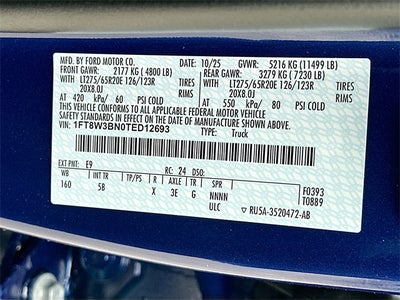 MFD. BY FORD MOTOR CO. 10/25 GVWR: 5216 KG (11499 LB)
FRONT GAWR: 2177 KG ( 4800 LB) REAR GAWR: 3279 KG ( 7230 LB)
WITH WITH
LT275/65R20E 126/123R TIRES LT275/65R20E 126/123R TIRES
20X8.0J RIMS 20X8.0J RIMS
AT 420 kPa/ 60 PSI COLD AT 550 kPa/ 80 PSI COLD
THIS VEHICLE CONFORMS TO ALL APPLICABLE FEDERAL MOTOR VEHICLE
SAFETY STANDARDS IN EFFECT ON THE DATE OF MANUFACTURE SHOWN ABOVE.
VIN: 1FT8W3BN0TED12693 TYPE: Truck
EXT PNT: E9 RC: 24 DSO:
WB INT TR TP/PS R AXLE TR SPR F0393
160 5B X 3E G NNNN T0889
ULC RU5A-3520472-AB